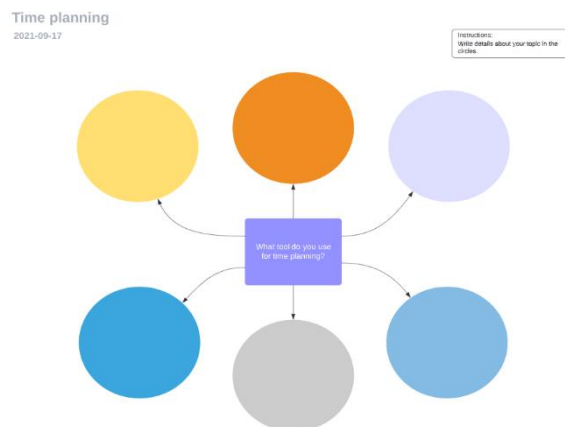 Time planning
2021-09-17
Instructions:
Write details about your topic in the
circles.
What tool do you use
for time planning?